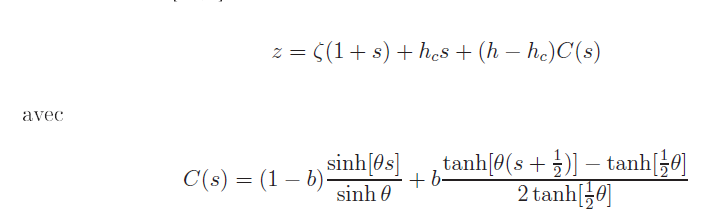 z = ζ(1 + s) + h_c s + (h − h_c)C(s)
avec
C(s) = (1 − b) sinh[θs] / sinh θ + b (tanh[θ(s + 1/2)] − tanh[1/2 θ]) / (2 tanh[1/2 θ])